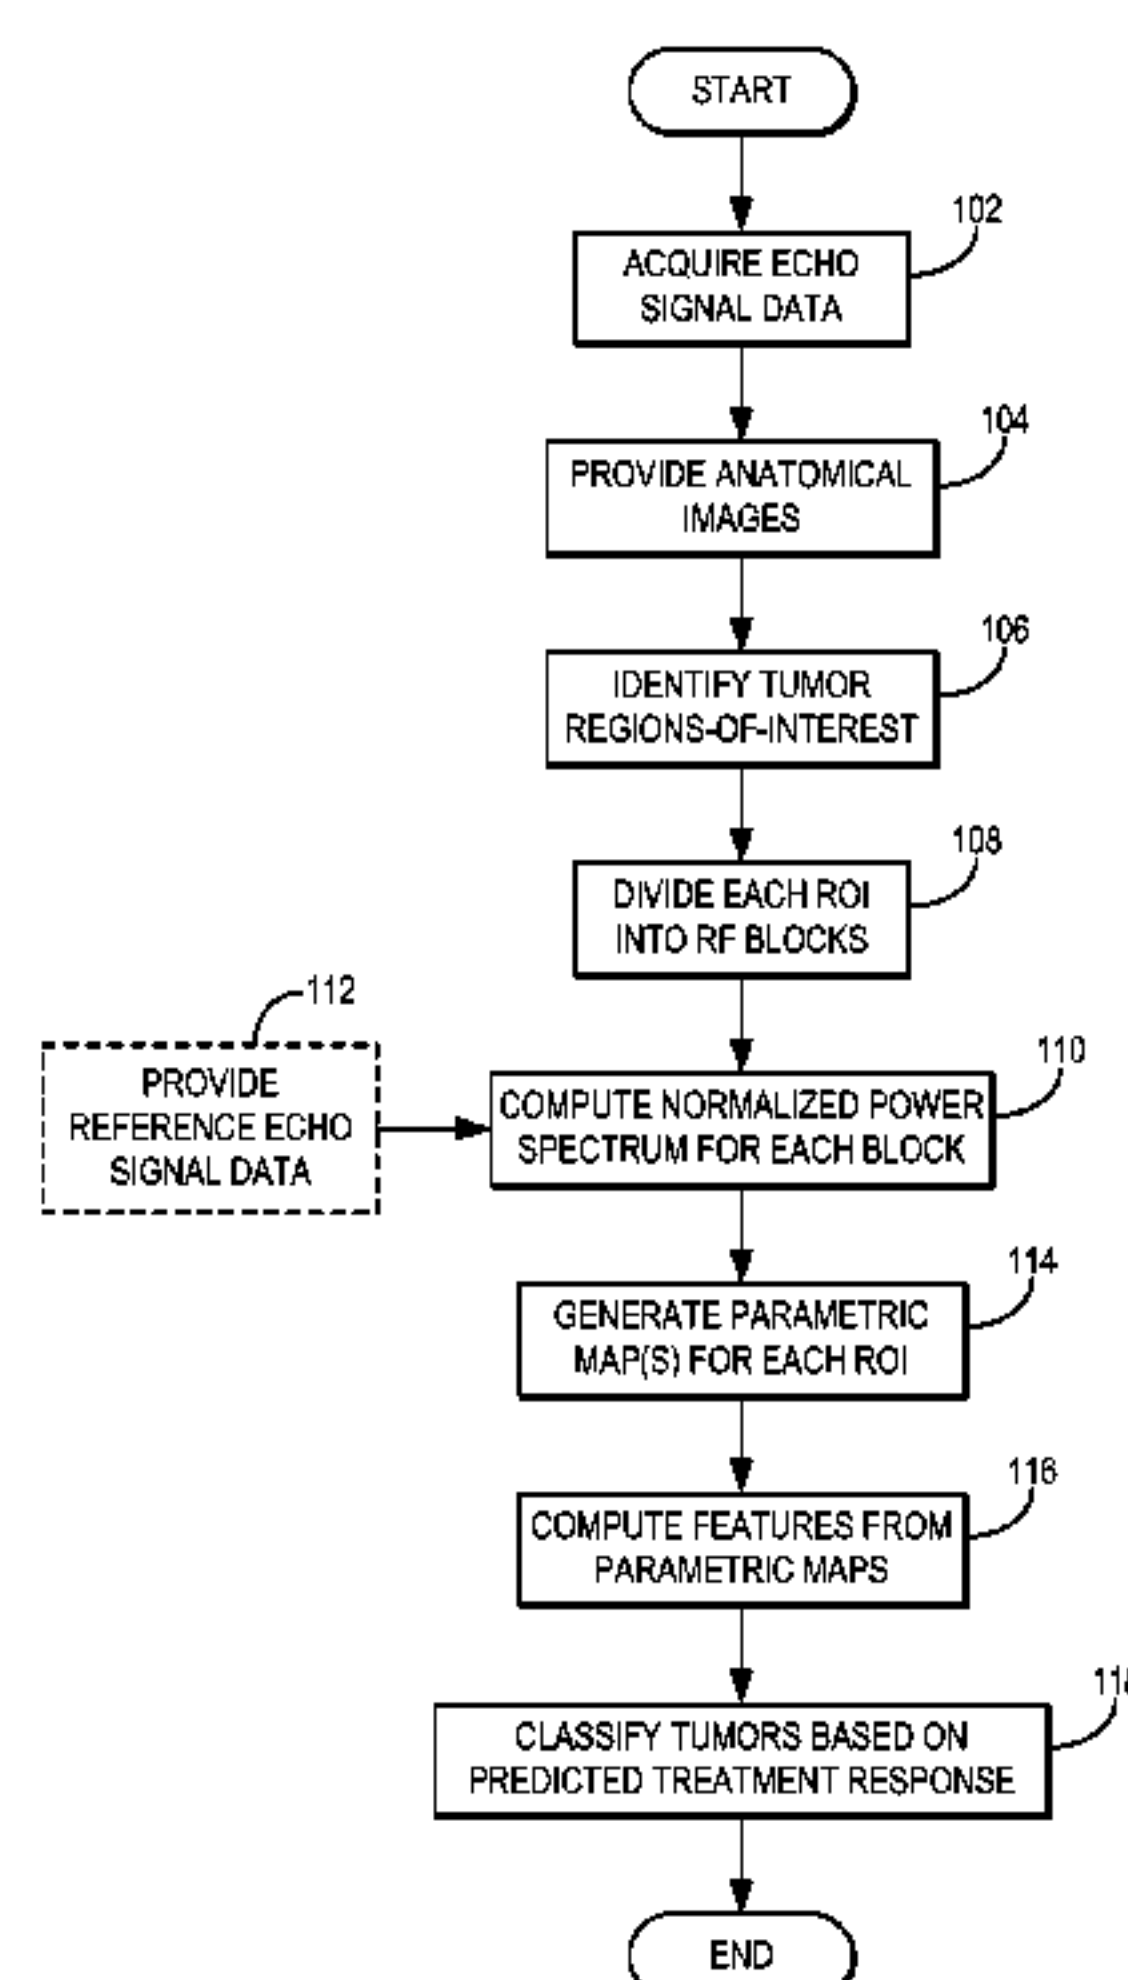 START
102
ACQUIRE ECHO
SIGNAL DATA
104
PROVIDE ANATOMICAL
IMAGES
106
IDENTIFY TUMOR
REGIONS-OF-INTEREST
108
DIVIDE EACH ROI
INTO RF BLOCKS
112
PROVIDE
REFERENCE ECHO
SIGNAL DATA
110
COMPUTE NORMALIZED POWER
SPECTRUM FOR EACH BLOCK
114
GENERATE PARAMETRIC
MAP(S) FOR EACH ROI
116
COMPUTE FEATURES FROM
PARAMETRIC MAPS
CLASSIFY TUMORS BASED ON
PREDICTED TREATMENT RESPONSE
END